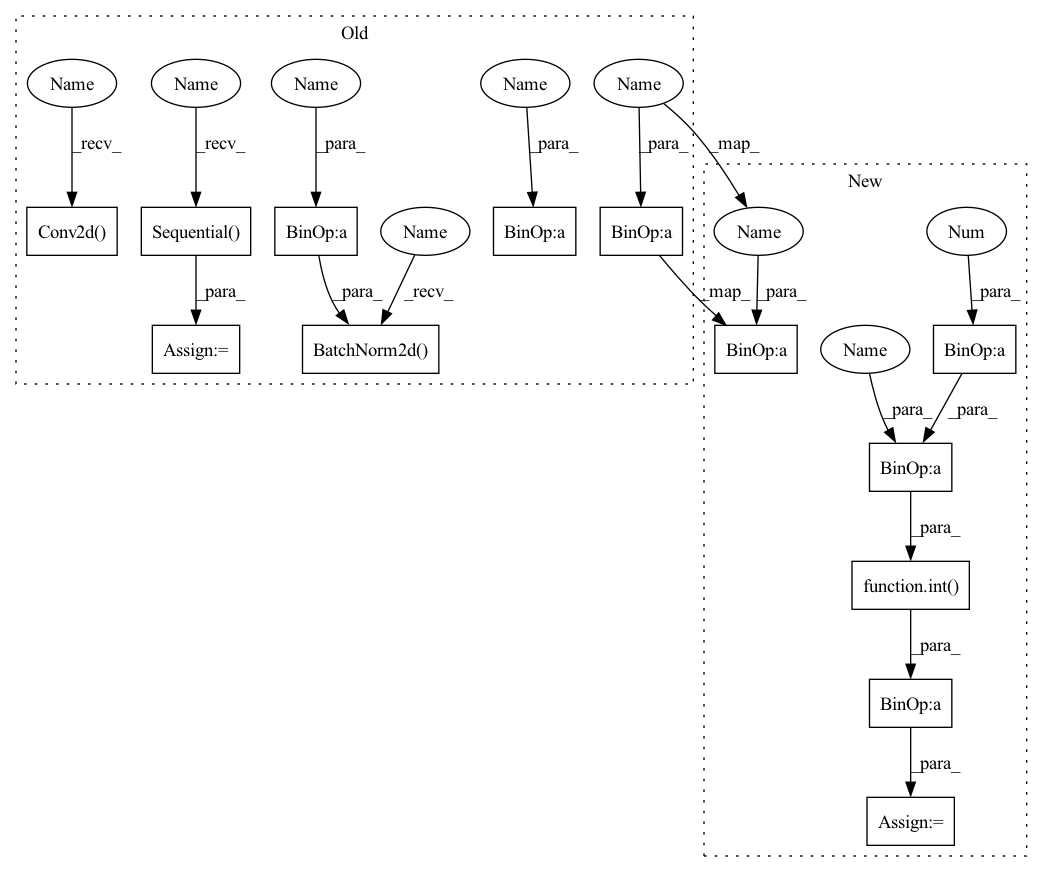 Old
Name
Name
Name
Name
Name
_recv_
_recv_
_para_
_para_
_para_
_map_
New
Conv2d()
Sequential()
BinOp:a
Name
BinOp:a
BinOp:a
Name
Num
_para_
_para_
_recv_
_map_
_para_
_para_
Assign:=
BatchNorm2d()
BinOp:a
Name
BinOp:a
_para_
_para_
BinOp:a
_para_
function.int()
_para_
BinOp:a
_para_
Assign:=